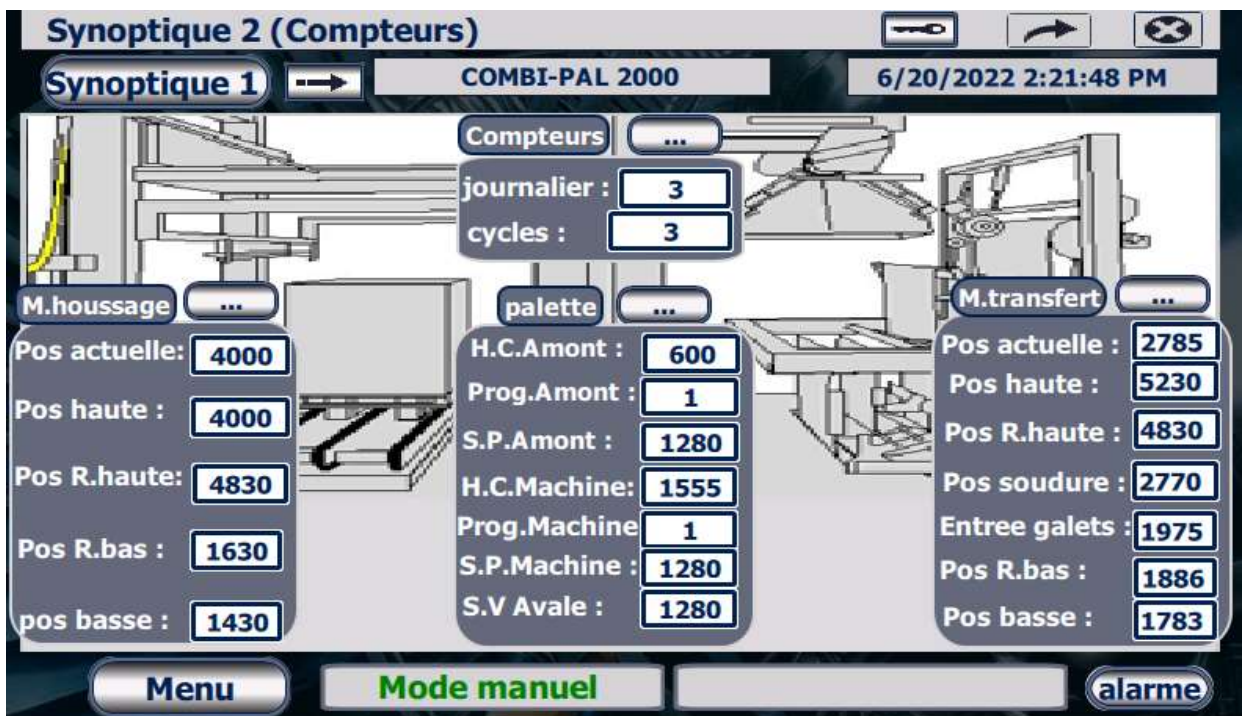 Synoptique 2 (Compteurs)
Synoptique 1
COMBI-PAL 2000
6/20/2022 2:21:48 PM
Compteurs ...
journalier : 3
cycles : 3
M.houssage ...
Pos actuelle: 4000
Pos haute : 4000
Pos R.haute: 4830
Pos R.bas : 1630
pos basse : 1430
palette ...
H.C.Amont : 600
Prog.Amont : 1
S.P.Amont : 1280
H.C.Machine: 1555
Prog.Machine 1
S.P.Machine : 1280
S.V Avale : 1280
M.transfert ...
Pos actuelle : 2785
Pos haute : 5230
Pos R.haute : 4830
Pos soudure : 2770
Entree galets : 1975
Pos R.bas : 1886
Pos basse : 1783
Menu
Mode manuel
alarme